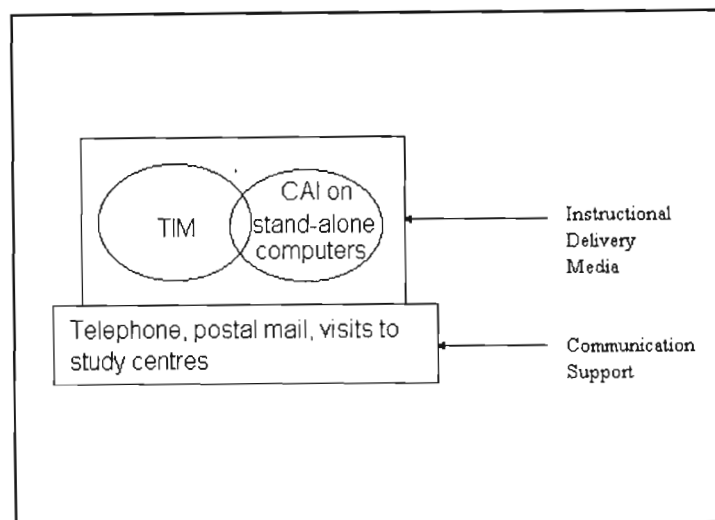 TIM
CAI on
stand-alone
computers
Instructional
Delivery
Media
Telephone, postal mail, visits to
study centres
Communication
Support